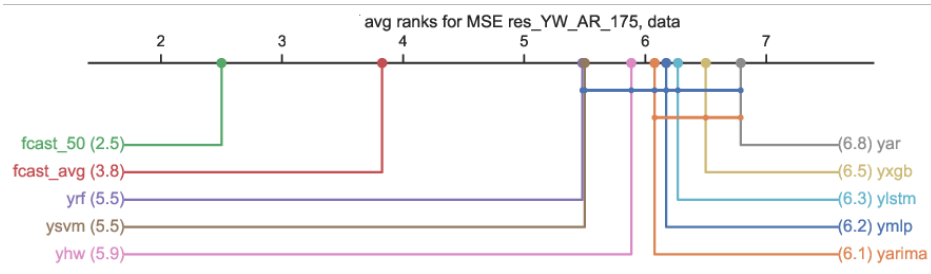 avg ranks for MSE res_YW_AR_175, data
2 3 4 5 6 7
fcast_50 (2.5) (6.8) yar
fcast_avg (3.8) (6.5) yxgb
yrf (5.5) (6.3) ylstm
ysvm (5.5) (6.2) ymlp
yhw (5.9) (6.1) yarima